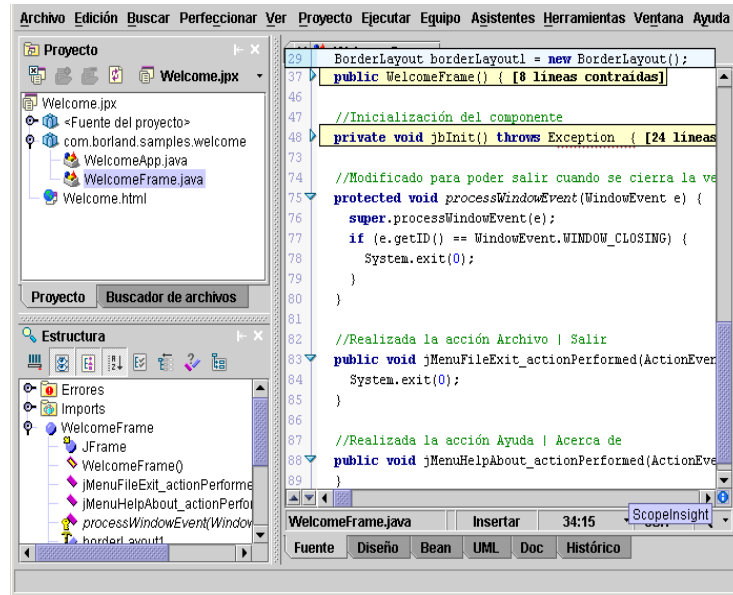 Archivo Edición Buscar Perfeccionar Ver Proyecto Ejecutar Equipo Asistentes Herramientas Ventana Ayuda
Proyecto
Welcome.jpx
Welcome.jpx
<Fuente del proyecto>
com.borland.samples.welcome
WelcomeApp.java
WelcomeFrame.java
Welcome.html
Proyecto Buscador de archivos
Estructura
Errores
Imports
WelcomeFrame
JFrame
WelcomeFrame()
jMenuFileExit_actionPerforme
jMenuHelpAbout_actionPerfor
processWindowEvent(Window
borderLayout1
29 BorderLayout borderLayout1 = new BorderLayout();
37 public WelcomeFrame() { [8 líneas contraídas]
46
47 //Inicialización del componente
48 private void jbInit() throws Exception { [24 líneas
73
74 //Modificado para poder salir cuando se cierra la ve
75 protected void processWindowEvent(WindowEvent e) {
76 super.processWindowEvent(e);
77 if (e.getID() == WindowEvent.WINDOW_CLOSING) {
78 System.exit(0);
79 }
80 }
81
82 //Realizada la acción Archivo | Salir
83 public void jMenuFileExit_actionPerformed(ActionEver
84 System.exit(0);
85 }
86
87 //Realizada la acción Ayuda | Acerca de
88 public void jMenuHelpAbout_actionPerformed(ActionEve
89 }
ScopeInsight
WelcomeFrame.java Insertar 34:15
Fuente Diseño Bean UML Doc Histórico